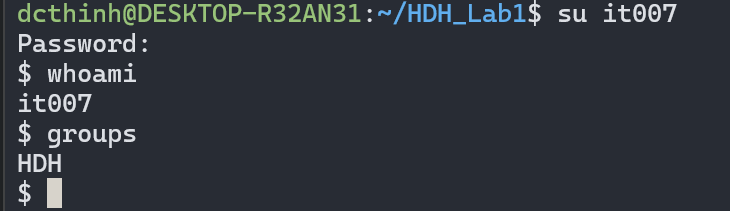 dcthinh@DESKTOP-R32AN31:~/HDH_Lab1$ su it007
Password:
$ whoami
it007
$ groups
HDH
$